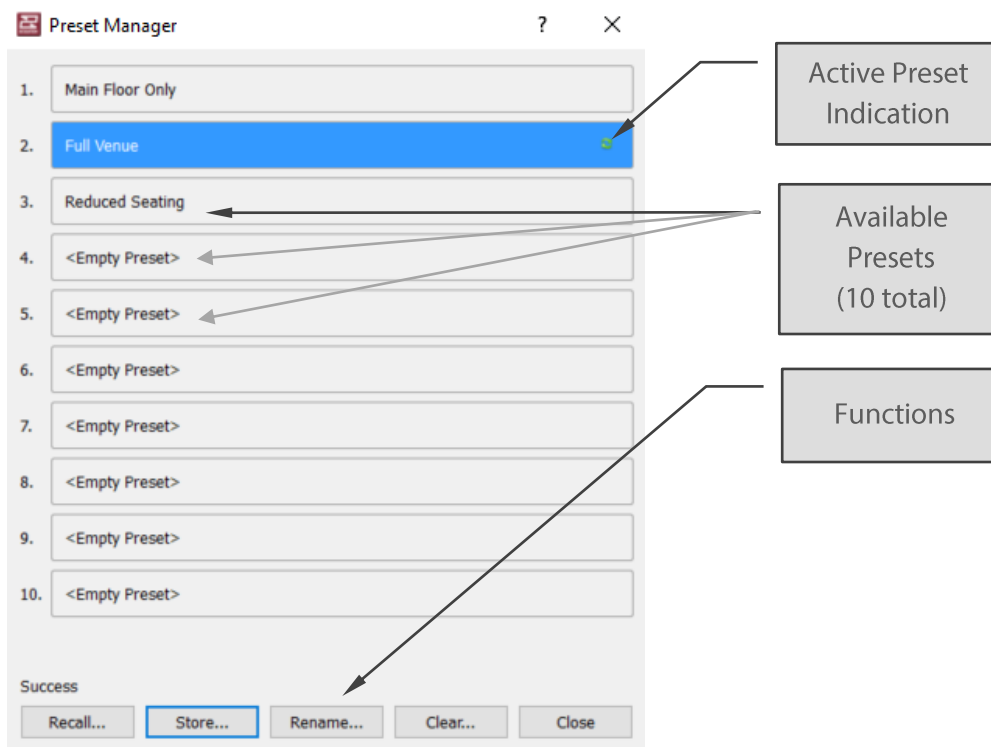 Preset Manager ?
1. Main Floor Only
2. Full Venue
3. Reduced Seating
4. <Empty Preset>
5. <Empty Preset>
6. <Empty Preset>
7. <Empty Preset>
8. <Empty Preset>
9. <Empty Preset>
10. <Empty Preset>
Success
Recall... Store... Rename... Clear... Close
Active Preset
Indication
Available
Presets
(10 total)
Functions